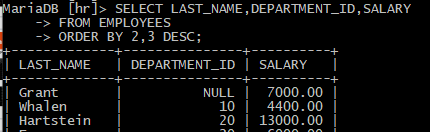 MariaDB [hr]> SELECT LAST_NAME,DEPARTMENT_ID,SALARY
-> FROM EMPLOYEES
-> ORDER BY 2,3 DESC;
+-----------+---------------+----------+
| LAST_NAME | DEPARTMENT_ID | SALARY |
+-----------+---------------+----------+
| Grant | NULL | 7000.00 |
| Whalen | 10 | 4400.00 |
| Hartstein | 20 | 13000.00 |